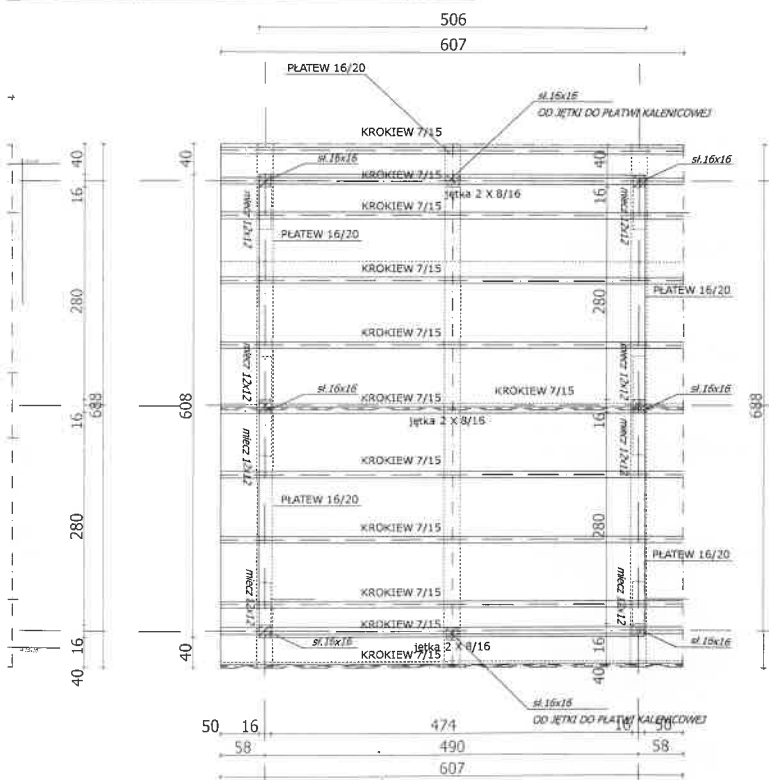 506
607
PŁATEW 16/20
sł.16x16
OD JĘTKI DO PŁATWI KALENICOWEJ
KROKIEW 7/15
40
40
40
sł.16x16
sł.16x16
KROKIEW 7/15
16
jętka 2 X 8/16
16
miecz 12x12
miecz 12x12
KROKIEW 7/15
PŁATEW 16/20
KROKIEW 7/15
PŁATEW 16/20
280
280
KROKIEW 7/15
miecz 12x12
miecz 12x12
688
608
sł.16x16
KROKIEW 7/15
KROKIEW 7/15
sł.16x16
688
16
jętka 2 X 8/16
16
miecz 12x12
miecz 12x12
KROKIEW 7/15
PŁATEW 16/20
280
280
KROKIEW 7/15
PŁATEW 16/20
miecz 12x12
miecz 12x12
KROKIEW 7/15
KROKIEW 7/15
16
sł.16x16
jętka 2 X 8/16
16
sł.16x16
40
40
KROKIEW 7/15
40
sł.16x16
OD JĘTKI DO PŁATWI KALENICOWEJ
50 16 474 16 50
58 490 58
607